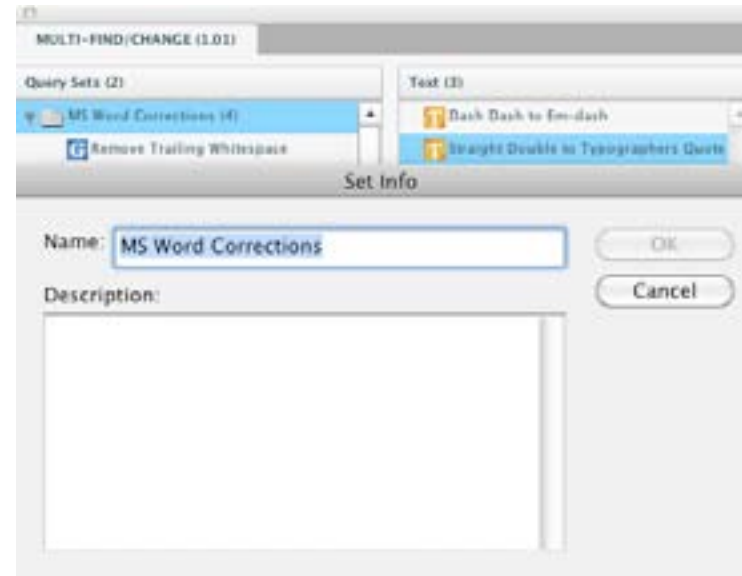 MULTI-FIND/CHANGE (1.01)
Query Sets (2) Text (3)
MS Word Corrections (4) Dash Dash to Em-dash
Remove Trailing Whitespace Straight Double to Typographers Quote
Set Info
Name: MS Word Corrections OK
Description: Cancel